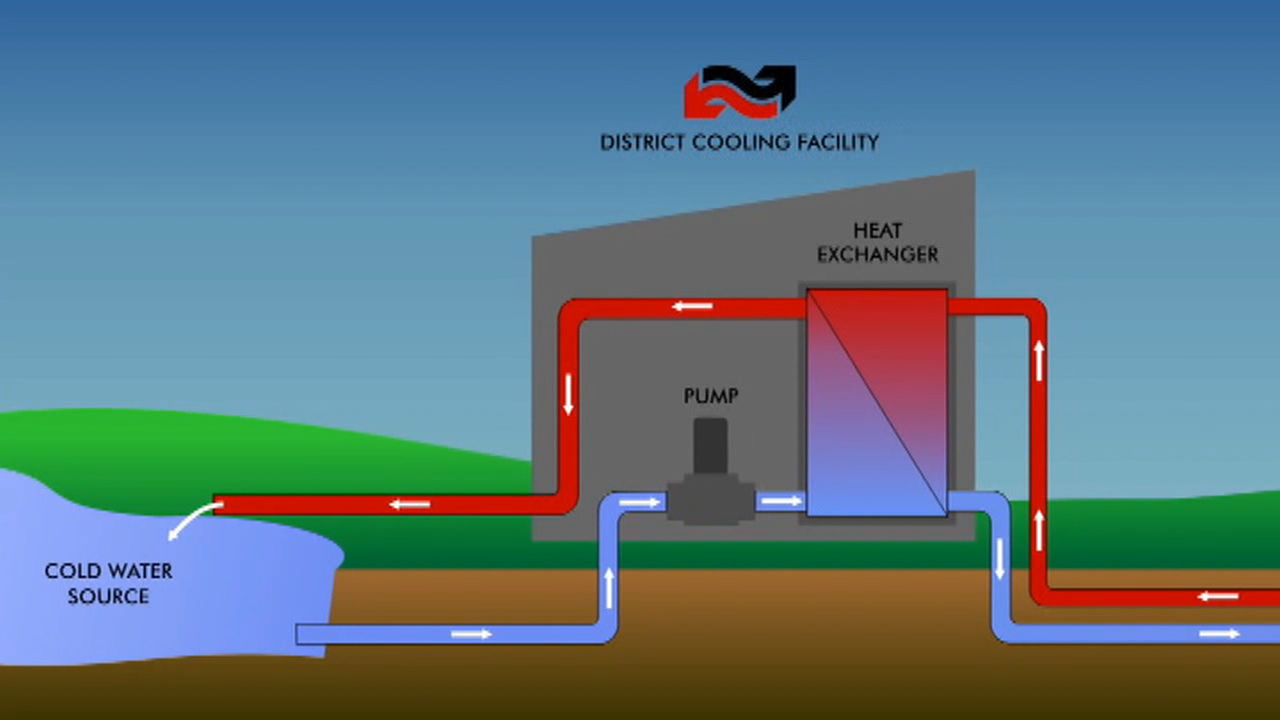 DISTRICT COOLING FACILITY
HEAT
EXCHANGER
PUMP
COLD WATER
SOURCE